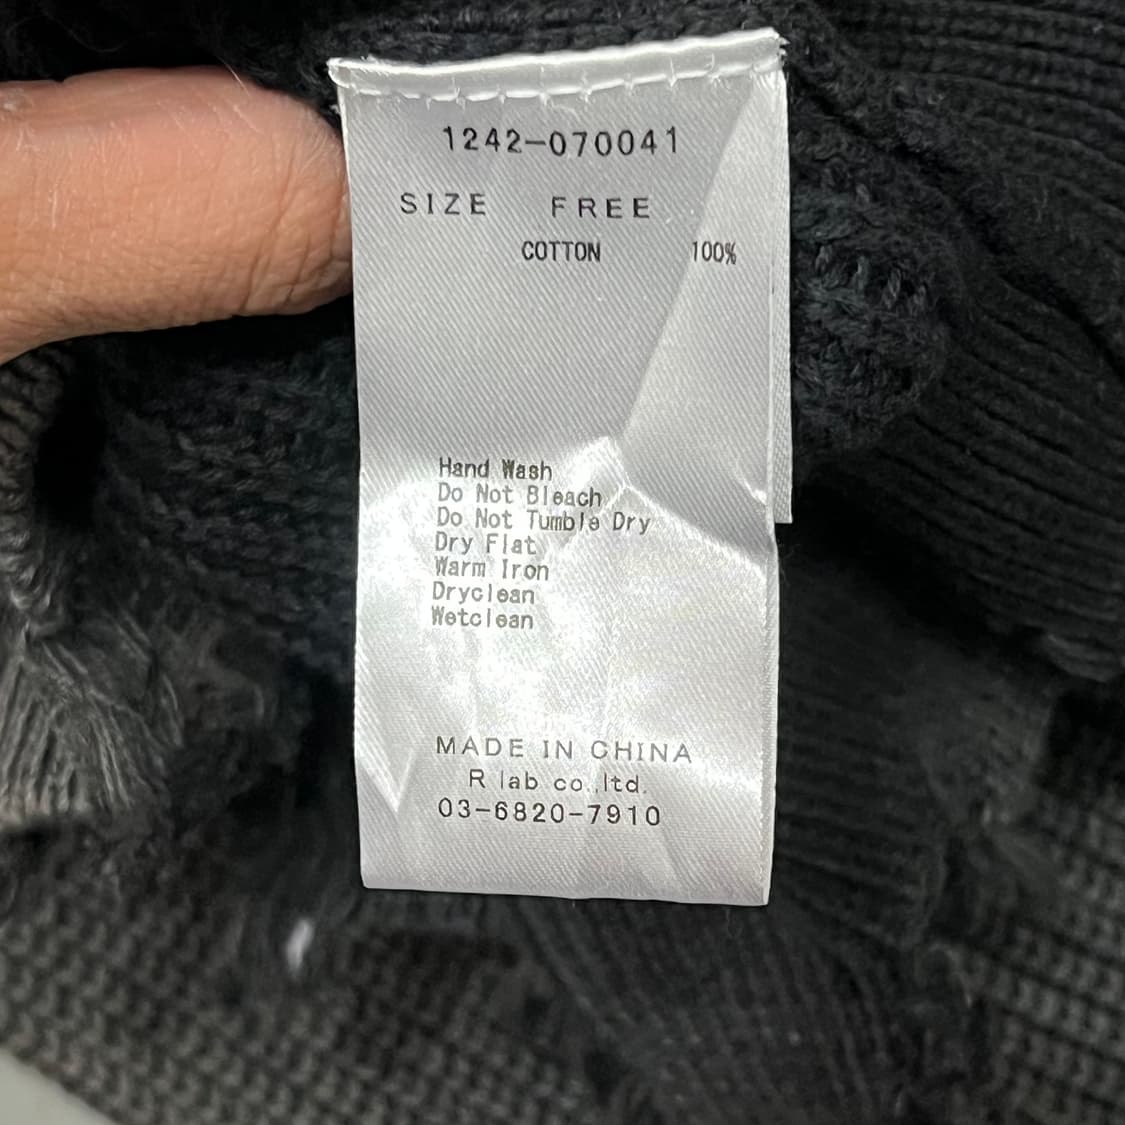 1242-070041
SIZE FREE
COTTON 100%
Hand Wash
Do Not Bleach
Do Not Tumble Dry
Dry Flat
Warm Iron
Dryclean
Wetclean
MADE IN CHINA
R lab co.,ltd.
03-6820-7910